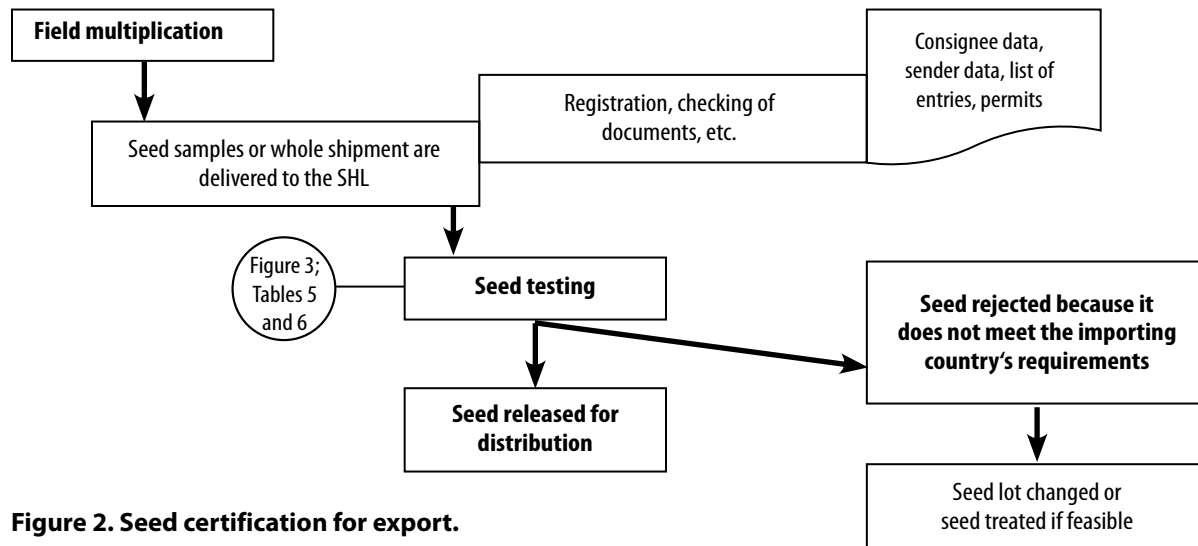 Field multiplication
Consignee data,
sender data, list of
entries, permits
Registration, checking of
documents, etc.
Seed samples or whole shipment are
delivered to the SHL
Figure 3;
Tables 5
and 6
Seed testing
Seed rejected because it
does not meet the importing
country‘s requirements
Seed released for
distribution
Seed lot changed or
seed treated if feasible
Figure 2. Seed certification for export.